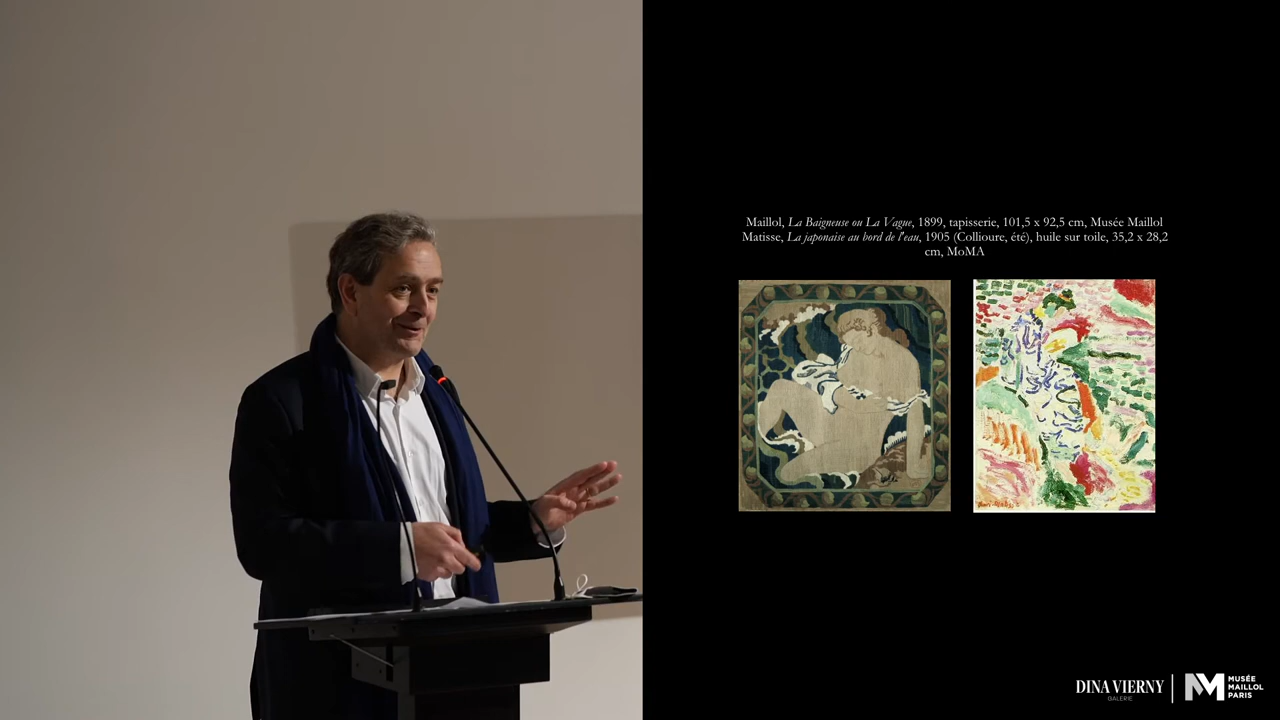 Maillol, La Baigneuse ou La Vague, 1899, tapisserie, 101,5 x 92,5 cm, Musée Maillol
Matisse, La japonaise au bord de l'eau, 1905 (Collioure, été), huile sur toile, 35,2 x 28,2
cm, MoMA
DINA VIERNY
GALERIE
MUSÉE
MAILLOL
PARIS